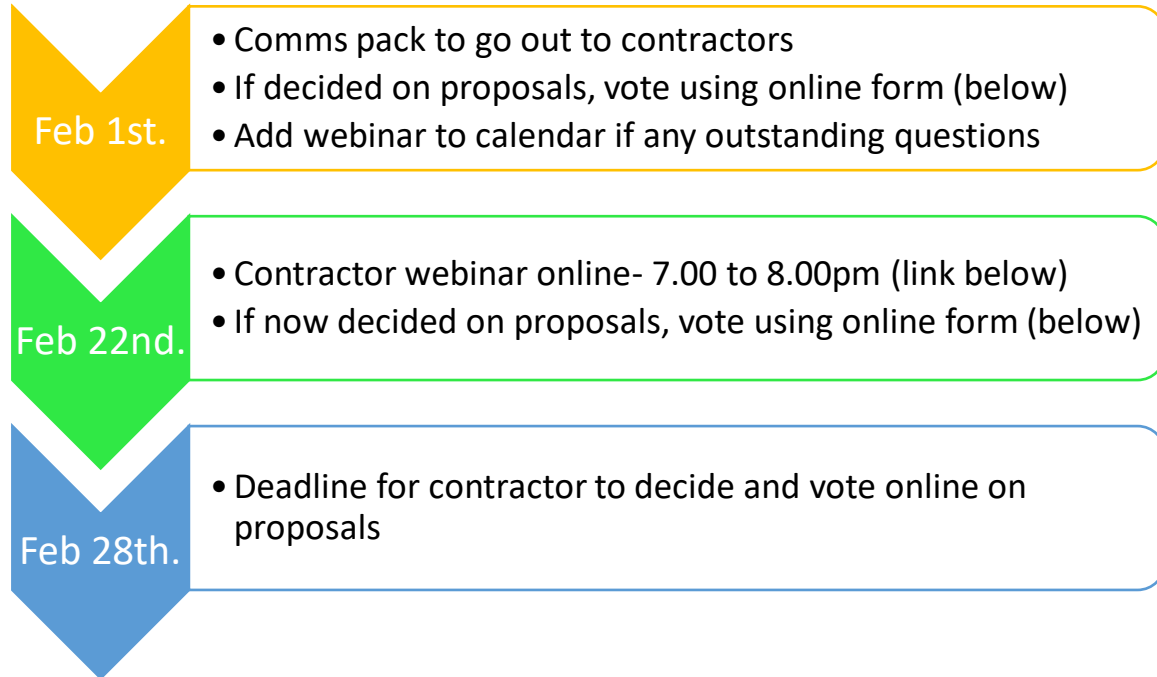 Feb 1st.
• Comms pack to go out to contractors
• If decided on proposals, vote using online form (below)
• Add webinar to calendar if any outstanding questions
Feb 22nd.
• Contractor webinar online- 7.00 to 8.00pm (link below)
• If now decided on proposals, vote using online form (below)
Feb 28th.
• Deadline for contractor to decide and vote online on
proposals